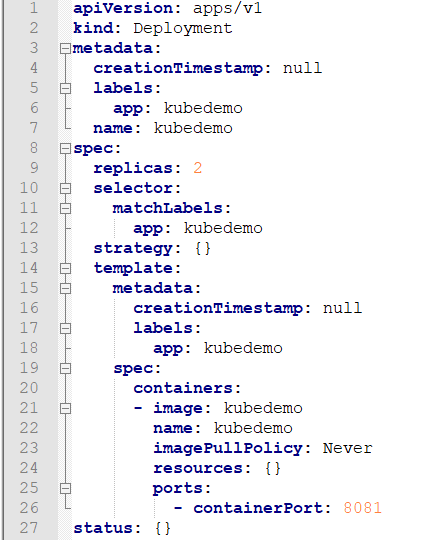 1 apiVersion: apps/v1
2 kind: Deployment
3 metadata:
4   creationTimestamp: null
5   labels:
6     app: kubedemo
7   name: kubedemo
8 spec:
9   replicas: 2
10   selector:
11     matchLabels:
12       app: kubedemo
13   strategy: {}
14   template:
15     metadata:
16       creationTimestamp: null
17       labels:
18         app: kubedemo
19     spec:
20       containers:
21       - image: kubedemo
22         name: kubedemo
23         imagePullPolicy: Never
24         resources: {}
25         ports:
26           - containerPort: 8081
27 status: {}